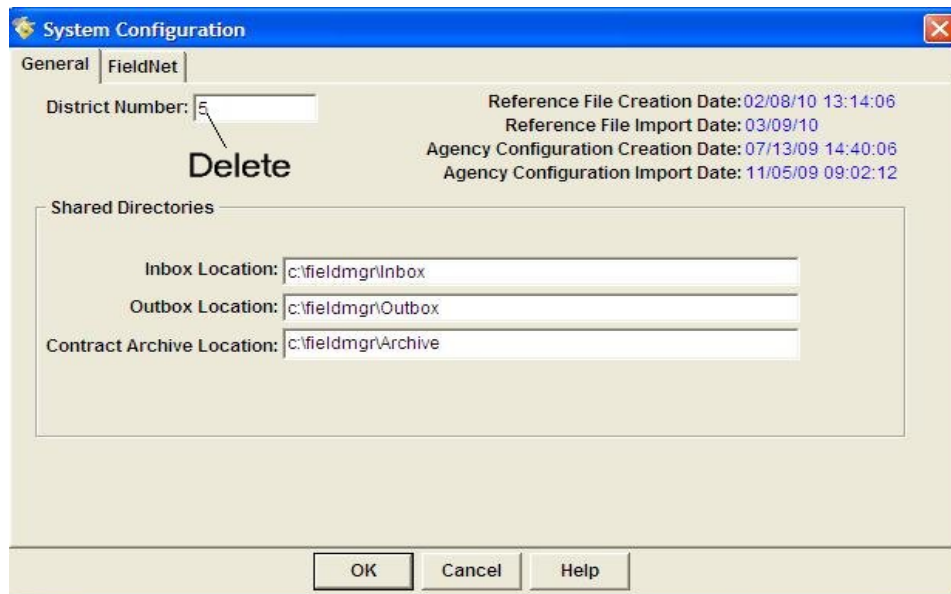 System Configuration
General FieldNet
District Number: 5
Delete
Reference File Creation Date: 02/08/10 13:14:06
Reference File Import Date: 03/09/10
Agency Configuration Creation Date: 07/13/09 14:40:06
Agency Configuration Import Date: 11/05/09 09:02:12
Shared Directories
Inbox Location: c:\fieldmgr\Inbox
Outbox Location: c:\fieldmgr\Outbox
Contract Archive Location: c:\fieldmgr\Archive
OK Cancel Help